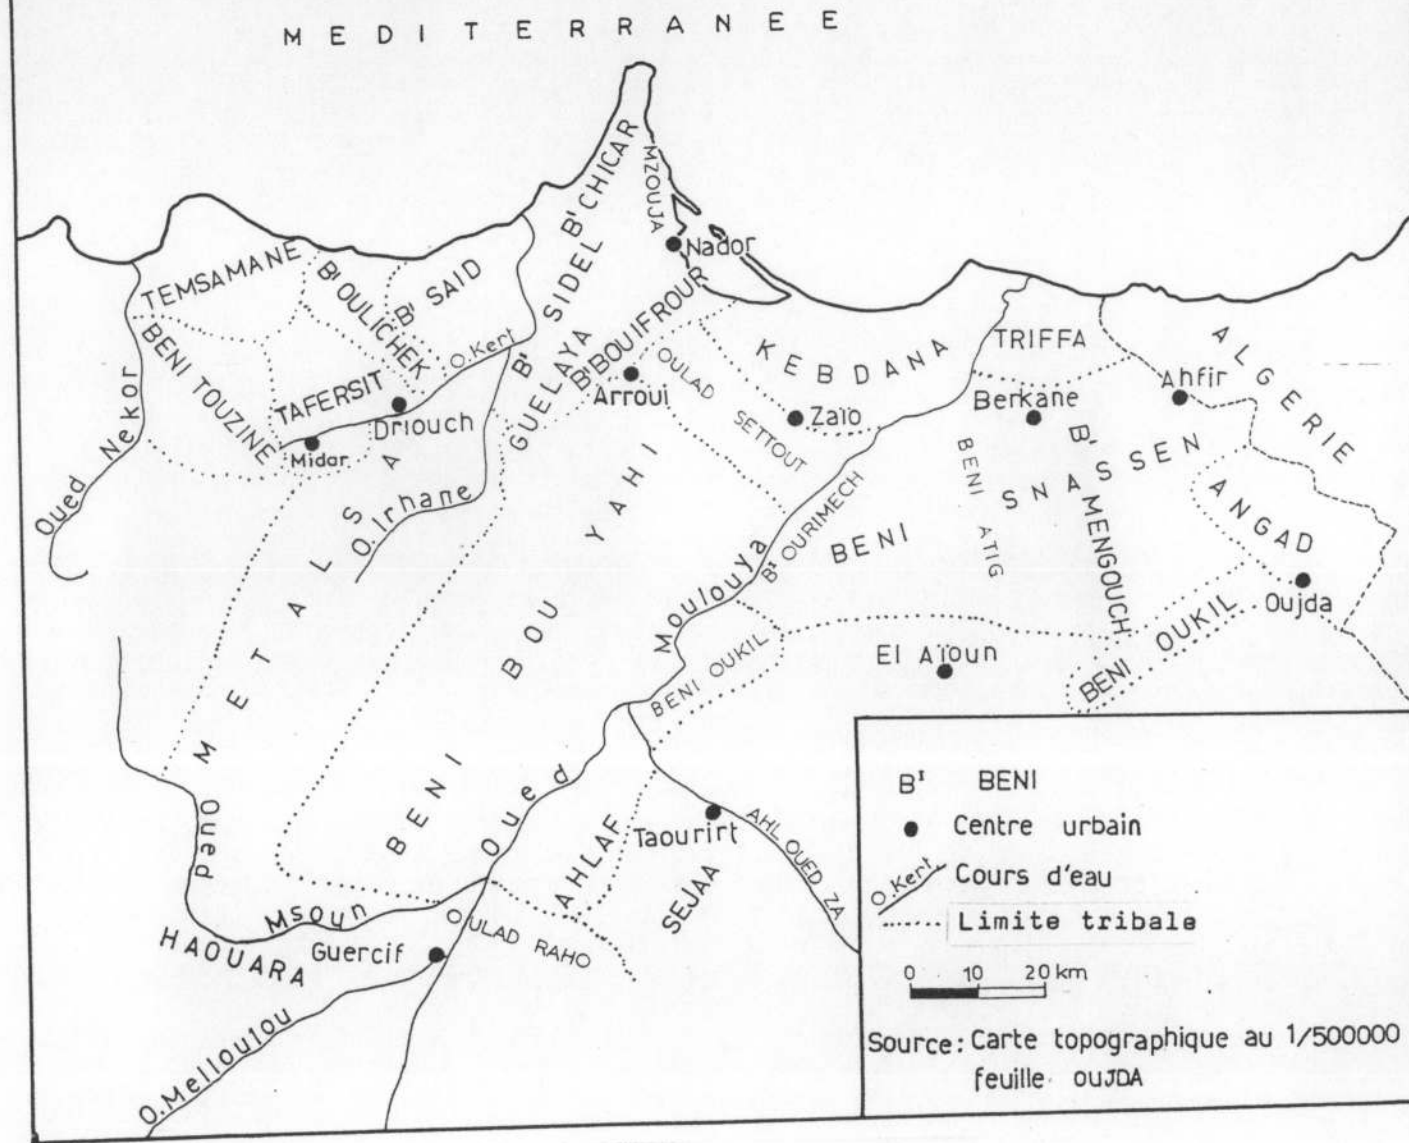 MEDITERRANEE
B' CHICAR
MZOUJA
Nador
B' SIDEL
TEMSAMANE
B' OULICHEK
B' SAID
O. Kert
GUELAYA
B' BOUIFROUR
BENI TOUZINE
TAFERSIT
Driouch
Midar
Arroui
OULAD
SETTOUT
KEBDANA
Zaïo
TRIFFA
Berkane
Ahfir
ALGERIE
Oued Nekor
O. Irhane
METALSA
BENI BOU YAHI
B' OURIMECH
BENI
BENI ATIG
B' SNASSEN
MENGOUCH
ANGAD
Oujda
BENI OUKIL
El Aïoun
BENI OUKIL
Oued Moulouya
Oued Msoun
HAOUARA
Guercif
OULAD RAHO
AHLAF
Taourirt
SEJAA
AHL OUED ZA
O. Melloulou
Bᴵ BENI
Centre urbain
O. Kert Cours d'eau
Limite tribale
0 10 20 km
Source: Carte topographique au 1/500000
feuille OUJDA